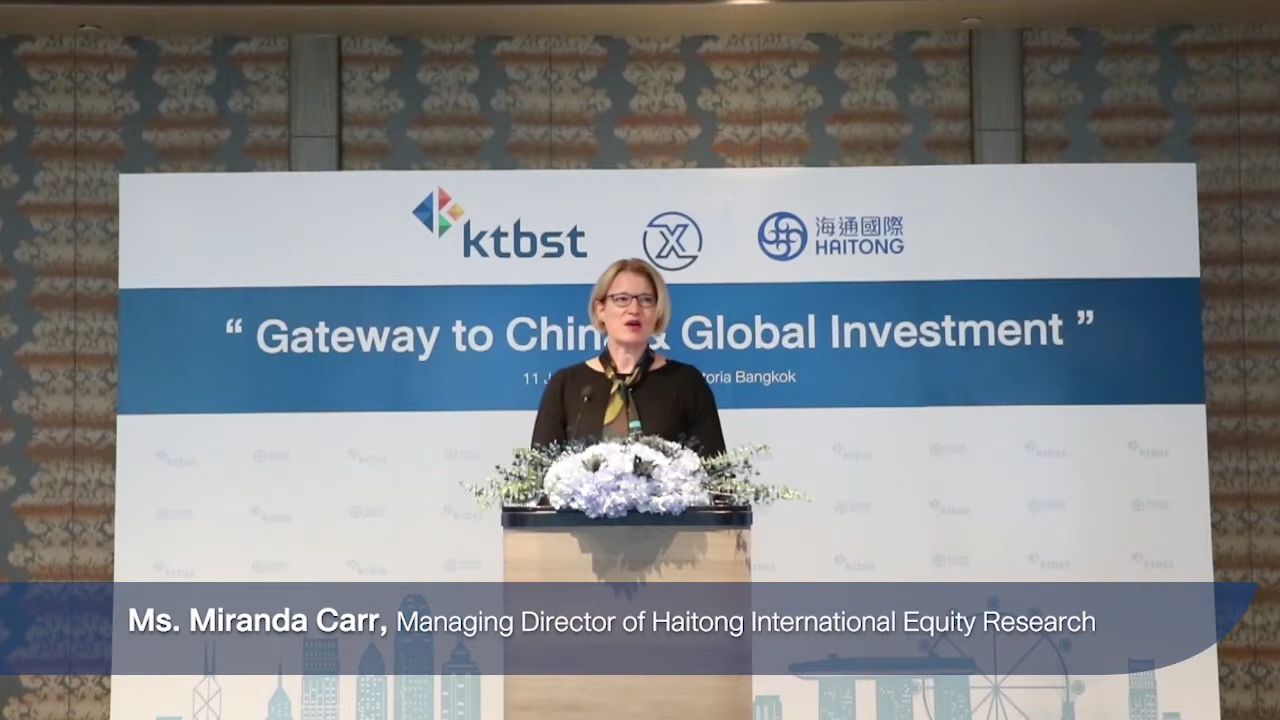 ktbst
X
海通國際
HAITONG
“ Gateway to China & Global Investment ”
11 J
toria Bangkok
Ms. Miranda Carr, Managing Director of Haitong International Equity Research